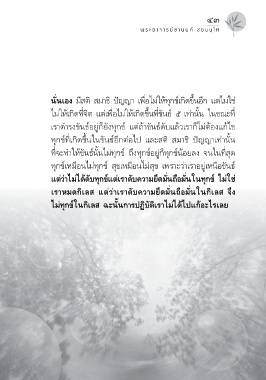 ๔๓
พระอาจารย์ชานนท์ ชยนนฺโท
นั่นเอง มีสติ สมาธิ ปัญญา เพื่อไม่ให้ทุกข์เกิดขึ้นอีก แต่ไม่ใช่
ไม่ให้เกิดที่จิต แต่เพื่อไม่ให้เกิดขึ้นที่ขันธ์ ๕ เท่านั้น ในขณะที่
เราดำรงขันธ์อยู่ก็ยังทุกข์ แต่ถ้าขันธ์ดับแล้วเราก็ไม่ต้องแก้ไข
ทุกข์ที่เกิดขึ้นในขันธ์อีกต่อไป และสติ สมาธิ ปัญญาเท่านั้น
ที่จะทำให้ขันธ์นั้นไม่ทุกข์ ถึงทุกข์อยู่ก็ทุกข์น้อยลง จนในที่สุด
ทุกข์เหมือนไม่ทุกข์ สุขเหมือนไม่สุข เพราะว่าเราอยู่เหนือขันธ์
แต่ว่าไม่ได้ดับทุกข์แต่เราดับความยึดมั่นถือมั่นในทุกข์ ไม่ใช่
เราหมดกิเลส แต่ว่าเราดับความยึดมั่นถือมั่นในกิเลส จึง
ไม่ทุกข์ในกิเลส ฉะนั้นการปฏิบัติเราไม่ได้ไปแก้อะไรเลย